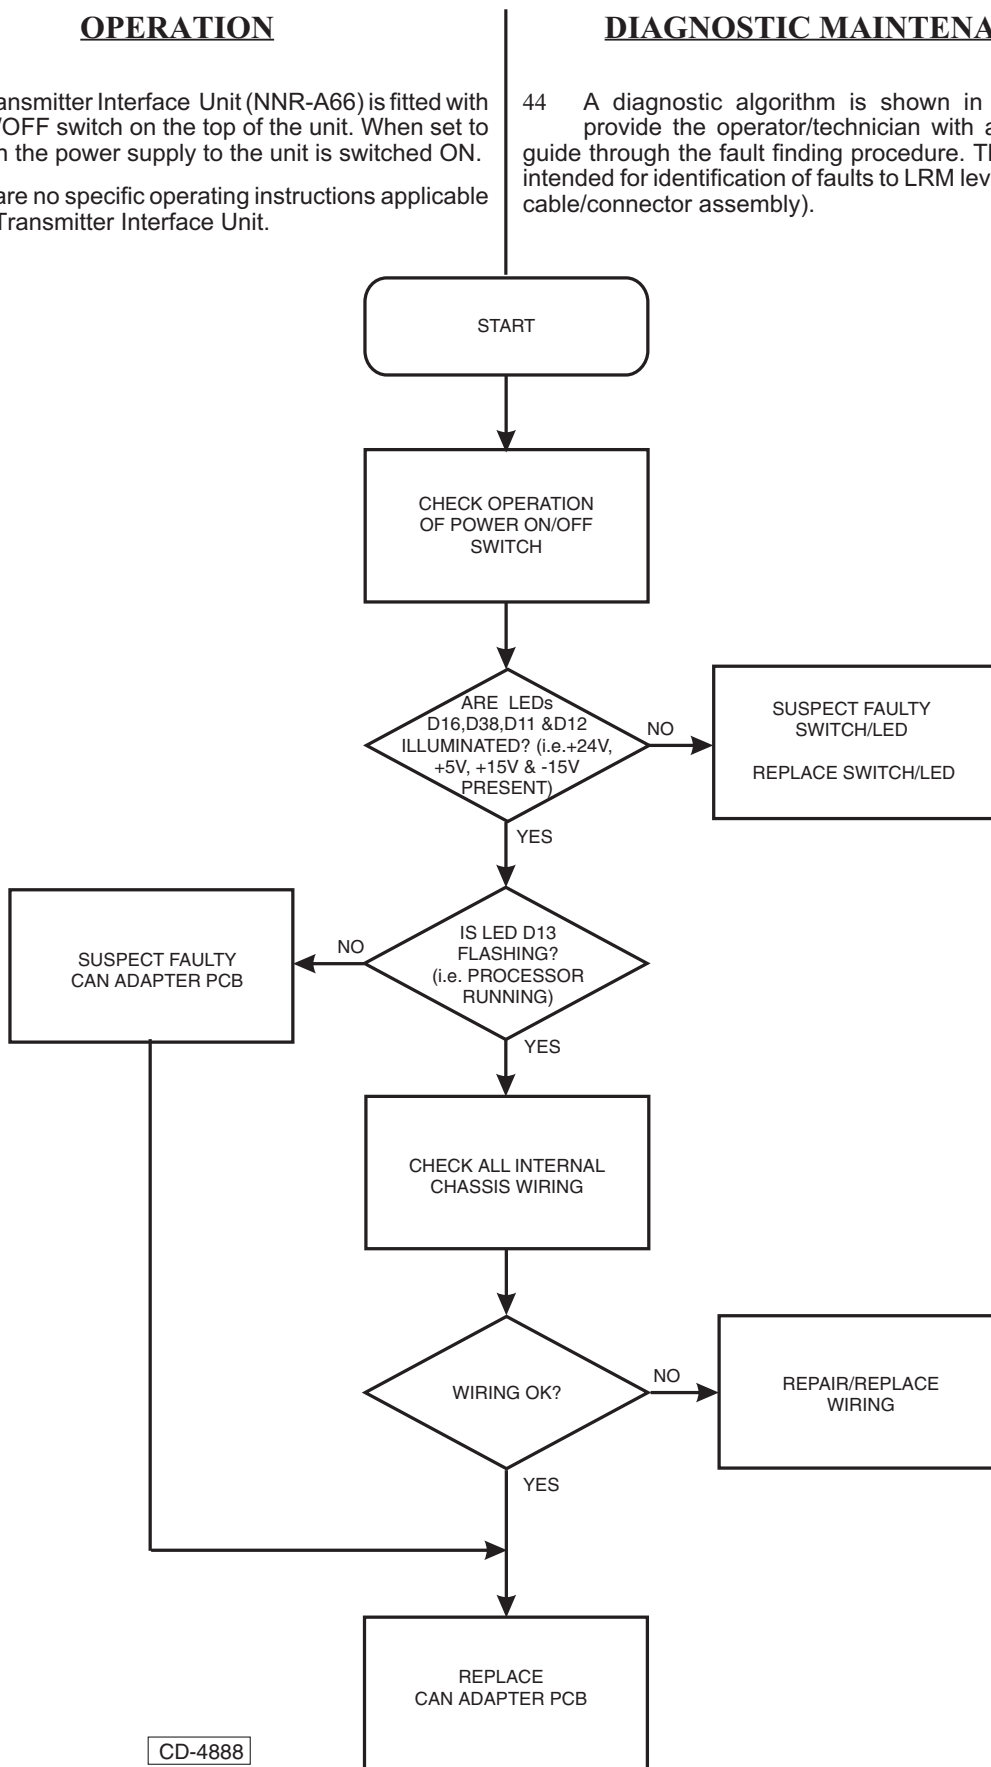 OPERATION
ansmitter Interface Unit (NNR-A66) is fitted with
/OFF switch on the top of the unit. When set to
n the power supply to the unit is switched ON.
are no specific operating instructions applicable
Transmitter Interface Unit.
DIAGNOSTIC MAINTENA
44 A diagnostic algorithm is shown in
provide the operator/technician with a
guide through the fault finding procedure. Th
intended for identification of faults to LRM lev
cable/connector assembly).
START
CHECK OPERATION
OF POWER ON/OFF
SWITCH
ARE LEDs
D16,D38,D11 &D12
ILLUMINATED? (i.e.+24V,
+5V, +15V & -15V
PRESENT)
NO
SUSPECT FAULTY
SWITCH/LED
REPLACE SWITCH/LED
YES
IS LED D13
FLASHING?
(i.e. PROCESSOR
RUNNING)
NO
SUSPECT FAULTY
CAN ADAPTER PCB
YES
CHECK ALL INTERNAL
CHASSIS WIRING
WIRING OK?
NO
REPAIR/REPLACE
WIRING
YES
REPLACE
CAN ADAPTER PCB
CD-4888